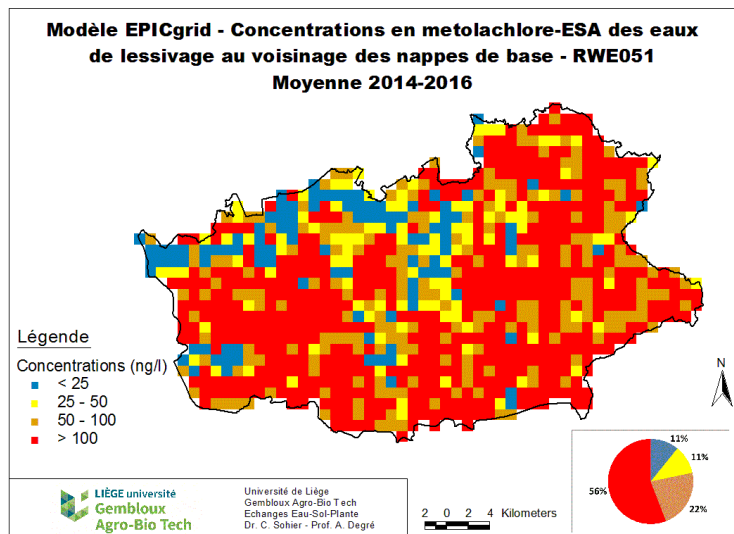 Modèle EPICgrid - Concentrations en metolachlore-ESA des eaux
de lessivage au voisinage des nappes de base - RWE051
Moyenne 2014-2016
Légende
Concentrations (ng/l)
< 25
25 - 50
50 - 100
> 100
N
11%
11%
56%
22%
LIÈGE université
Gembloux
Agro-Bio Tech
Université de Liège
Gembloux Agro-Bio Tech
Echanges Eau-Sol-Plante
Dr. C. Sohier - Prof. A. Degré
2 0 2 4 Kilometers